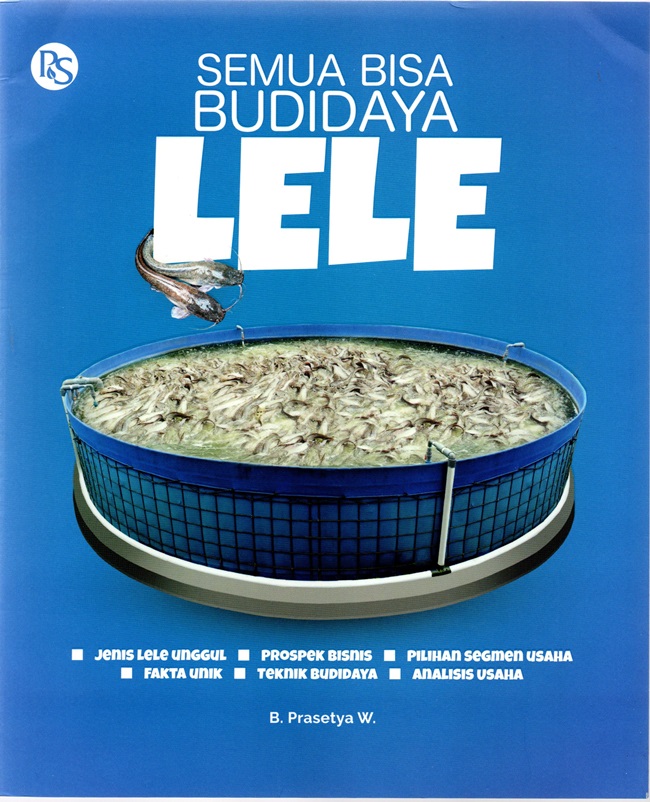 PS
SEMUA BISA
BUDIDAYA
LELE
■ JENIS LELE UNGGUL ■ PROSPEK BISNIS ■ PILIHAN SEGMEN USAHA
■ FAKTA UNIK ■ TEKNIK BUDIDAYA ■ ANALISIS USAHA
B. Prasetya W.